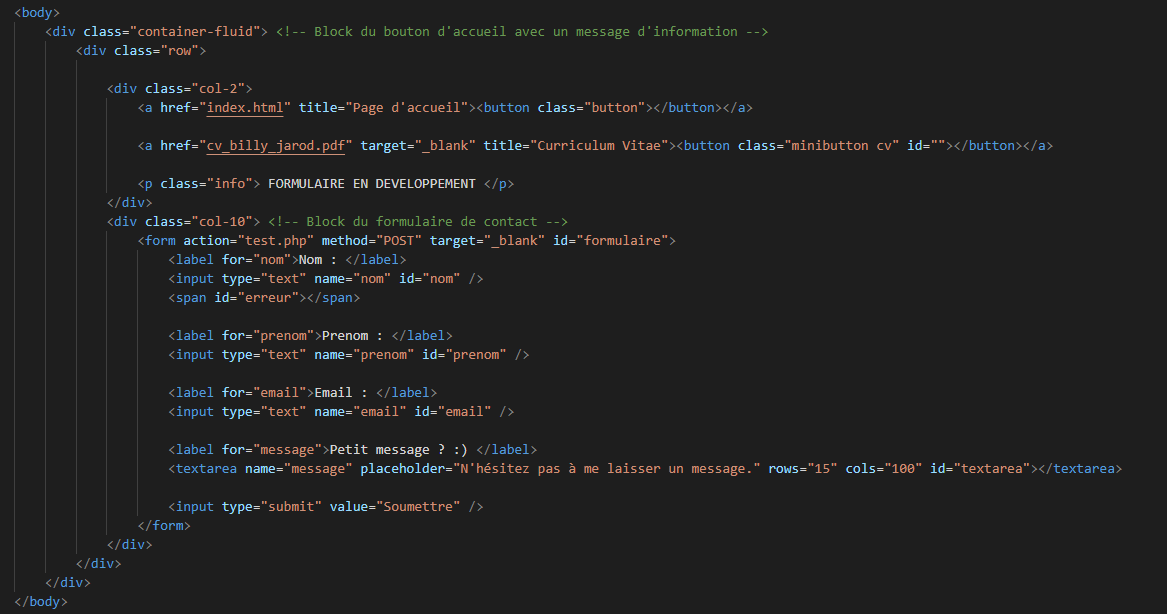 <body>
<div class="container-fluid"> <!-- Block du bouton d'accueil avec un message d'information -->
<div class="row">
<div class="col-2">
<a href="index.html" title="Page d'accueil"><button class="button"></button></a>
<a href="cv_billy_jarod.pdf" target="_blank" title="Curriculum Vitae"><button class="minibutton cv" id=""></button></a>
<p class="info"> FORMULAIRE EN DEVELOPPEMENT </p>
</div>
<div class="col-10"> <!-- Block du formulaire de contact -->
<form action="test.php" method="POST" target="_blank" id="formulaire">
<label for="nom">Nom : </label>
<input type="text" name="nom" id="nom" />
<span id="erreur"></span>
<label for="prenom">Prenom : </label>
<input type="text" name="prenom" id="prenom" />
<label for="email">Email : </label>
<input type="text" name="email" id="email" />
<label for="message">Petit message ? :) </label>
<textarea name="message" placeholder="N'hésitez pas à me laisser un message." rows="15" cols="100" id="textarea"></textarea>
<input type="submit" value="Soumettre" />
</form>
</div>
</div>
</div>
</body>